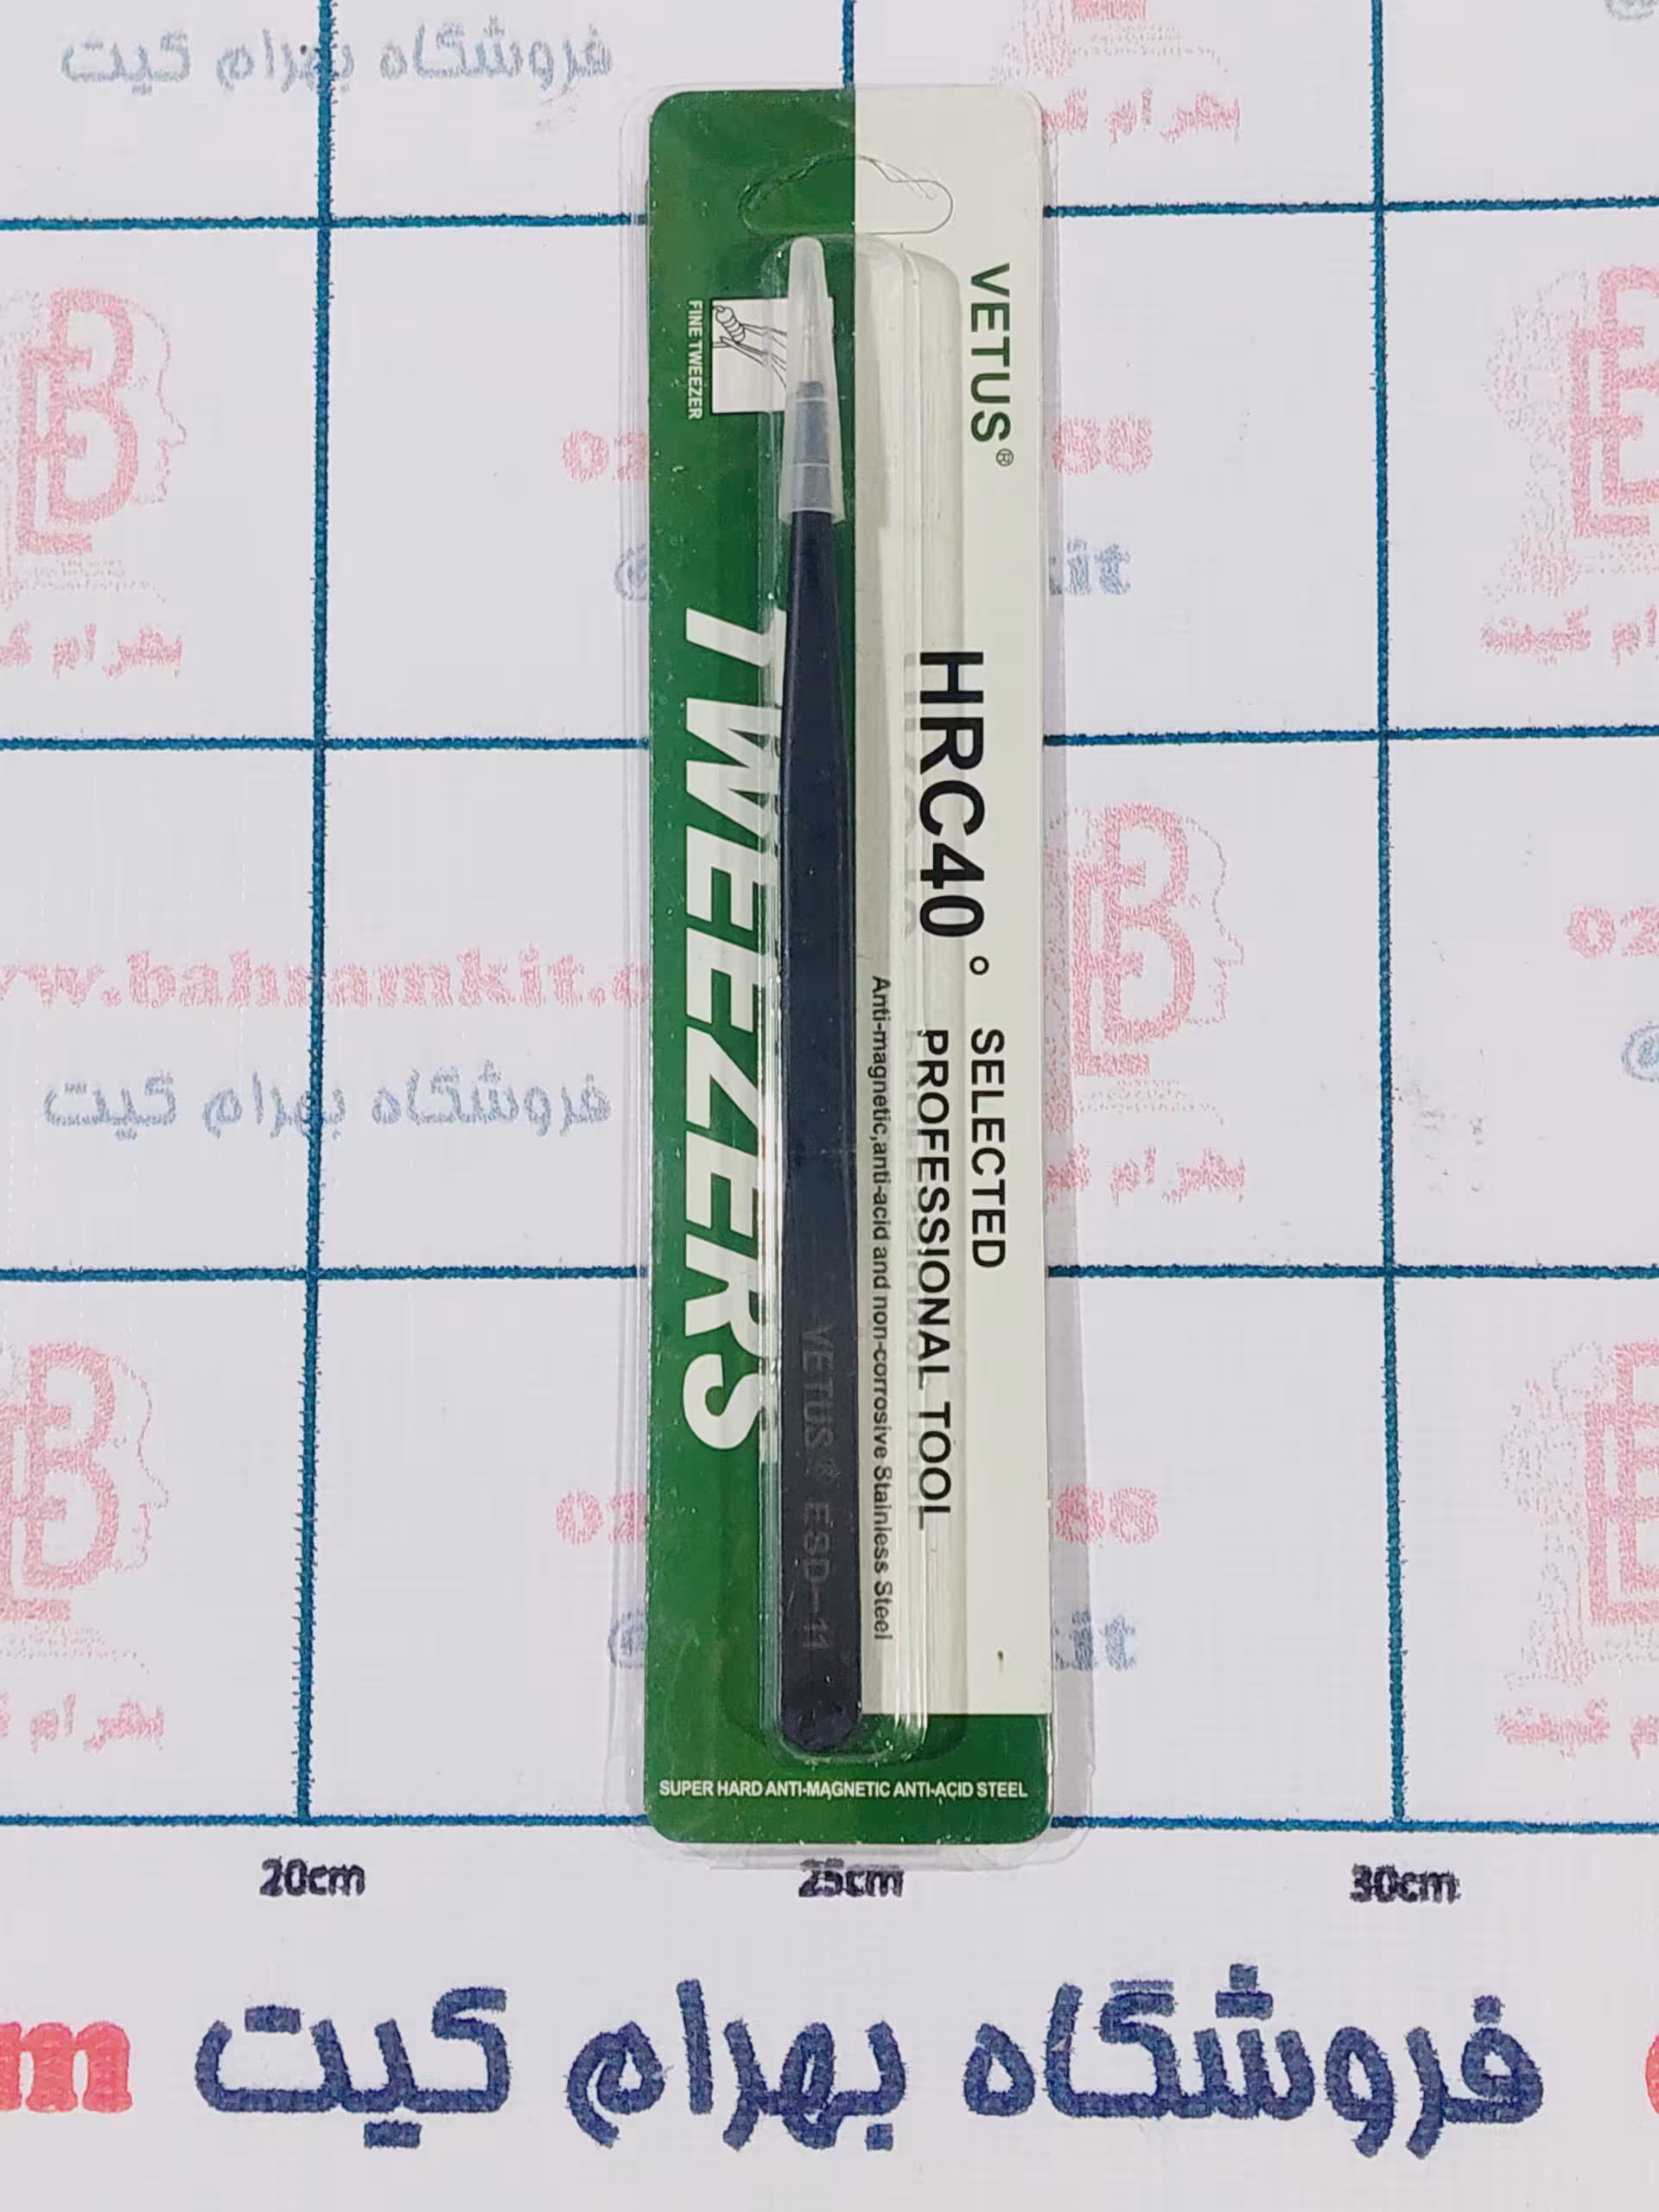 فروشگاه بهرام کیت
VETUS®
HRC40°
SELECTED
PROFESSIONAL TOOL
Anti-magnetic,anti-acid and non-corrosive Stainless Steel
FINE TWEEZER
TWEEZERS
VETUS® ESD-11
SUPER HARD ANTI-MAGNETIC ANTI-ACID STEEL
فروشگاه بهرام کیت
20cm
25cm
30cm
فروشگاه بهرام کیت